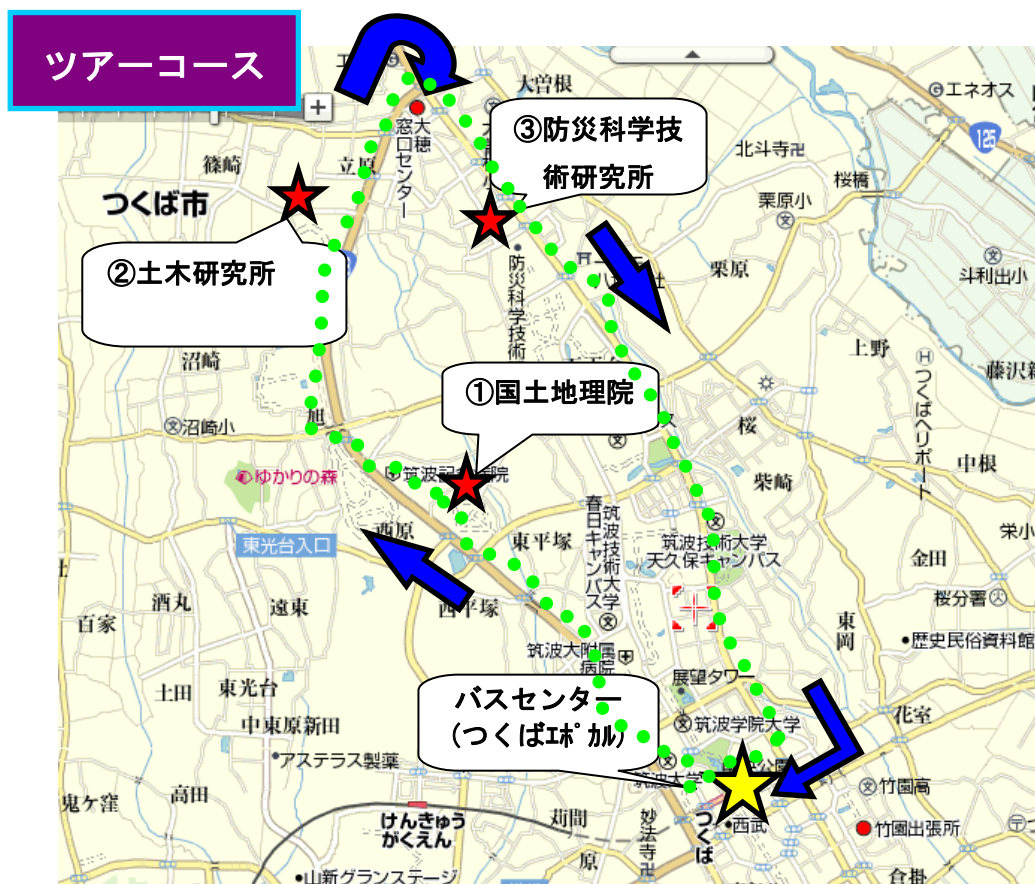 ツアーコース
大曽根
エネオス
125
③防災科学技
術研究所
大穂
窓口センター
篠崎
立原
北斗寺卍
桜橋
栗原小
つくば市
②土木研究所
栗原
斗利出小
防災科学技術
沼崎
上野
藤沢新
つくばヘリポート
①国土地理院
旭
沼崎小
桜
中根
ゆかりの森
柴崎
西原
東平塚
春日キャンパス
筑波技術大学
筑波技術大学
天久保キャンパス
栄小
東光台入口
金田
酒丸
遠東
西平塚
桜分署
百家
東岡
歴史民俗資料館
筑波大附属
病院
土田
東光台
展望タワー
バスセンター
(つくばエポカル)
花室
中東原新田
筑波学院大学
アステラス製薬
筑波大学
竹園高
鬼ケ窪
高田
けんきゅう
がくえん
苅間
妙法寺卍
つくば
西武
竹園出張所
原
山新グランステージ
倉掛